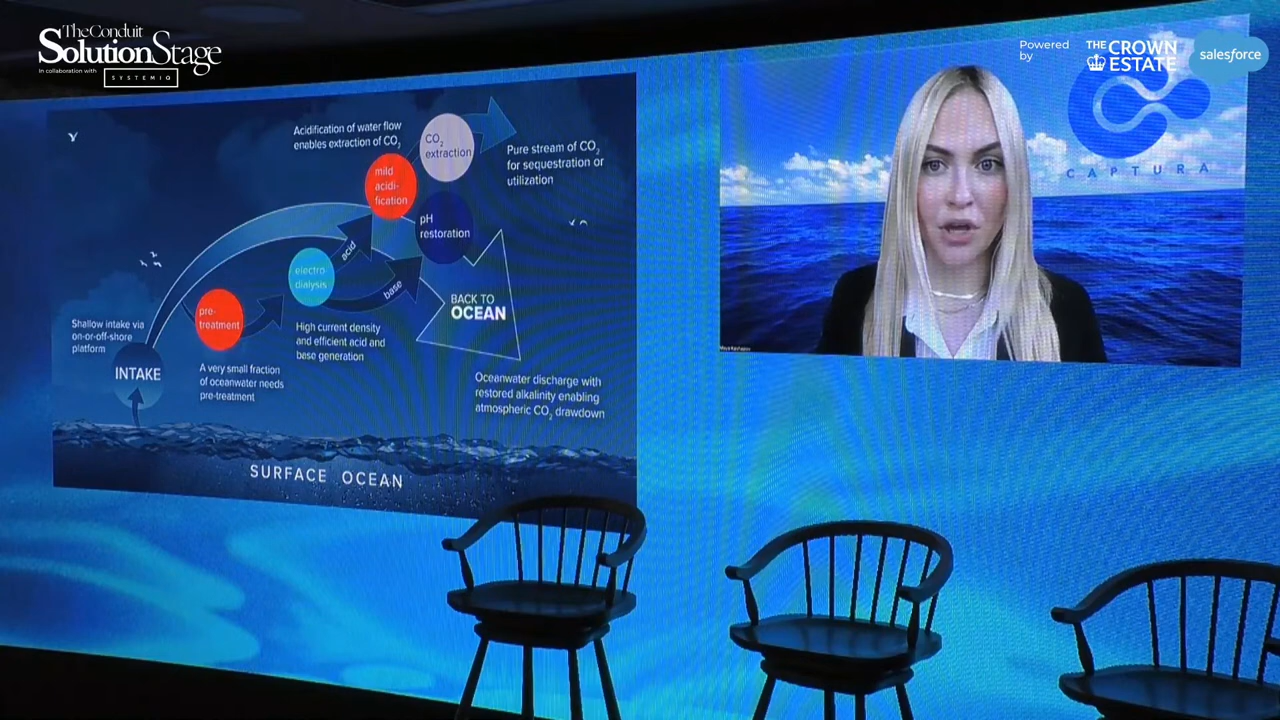 The Conduit
Solution Stage
In collaboration with
SYSTEMIQ
Powered
by
THE CROWN
ESTATE
salesforce
CAPTURA
Acidification of water flow
enables extraction of CO2
CO2
extraction
Pure stream of CO2
for sequestration or
utilization
mild
acidi-
fication
pH
restoration
acid
electro
dialysis
base
BACK TO
OCEAN
pre-
treatment
High current density
and efficient acid and
base generation
Shallow intake via
on-or-off-shore
platform
INTAKE
A very small fraction
of oceanwater needs
pre-treatment
Oceanwater discharge with
restored alkalinity enabling
atmospheric CO2 drawdown
SURFACE OCEAN